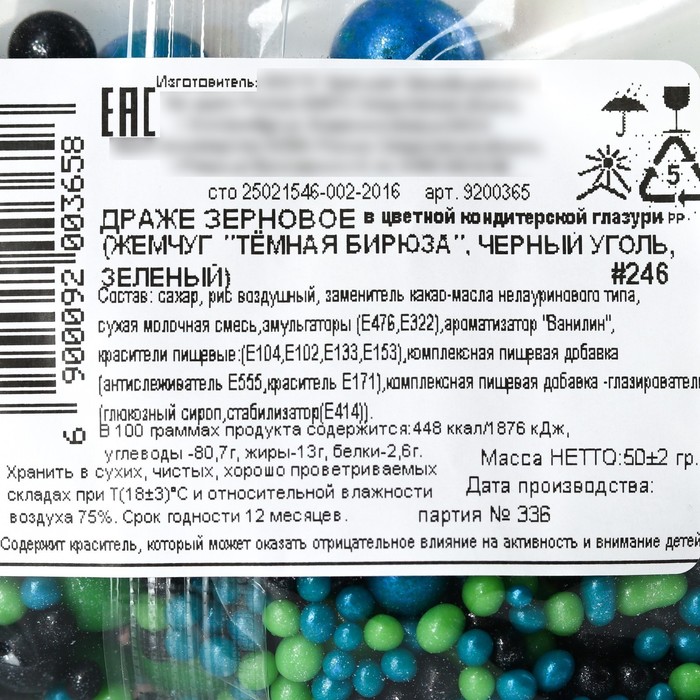 Изготовитель:
EAC
сто 25021546-002-2016 арт. 9200365
5
PP
ДРАЖЕ ЗЕРНОВОЕ в цветной кондитерской глазури
(ЖЕМЧУГ "ТЁМНАЯ БИРЮЗА", ЧЕРНЫЙ УГОЛЬ,
ЗЕЛЕНЫЙ) #246
Состав: сахар, рис воздушный, заменитель какао-масла нелауринового типа,
сухая молочная смесь,эмульгаторы (Е476,Е322),ароматизатор "Ванилин",
красители пищевые:(Е104,Е102,Е133,Е153),комплексная пищевая добавка
(антислеживатель Е555,краситель Е171),комплексная пищевая добавка -глазировател
(глюкозный сироп,стабилизатор(Е414)).
В 100 граммах продукта содержится:448 ккал/1876 кДж,
углеводы -80,7г, жиры-13г, белки-2,6г.
Масса НЕТТО:50±2 гр.
Хранить в сухих, чистых, хорошо проветриваемых
складах при Т(18±3)°С и относительной влажности
воздуха 75%. Срок годности 12 месяцев.
Дата производства:
партия № 336
Содержит краситель, который может оказать отрицательное влияние на активность и внимание детей
6 900092 003658